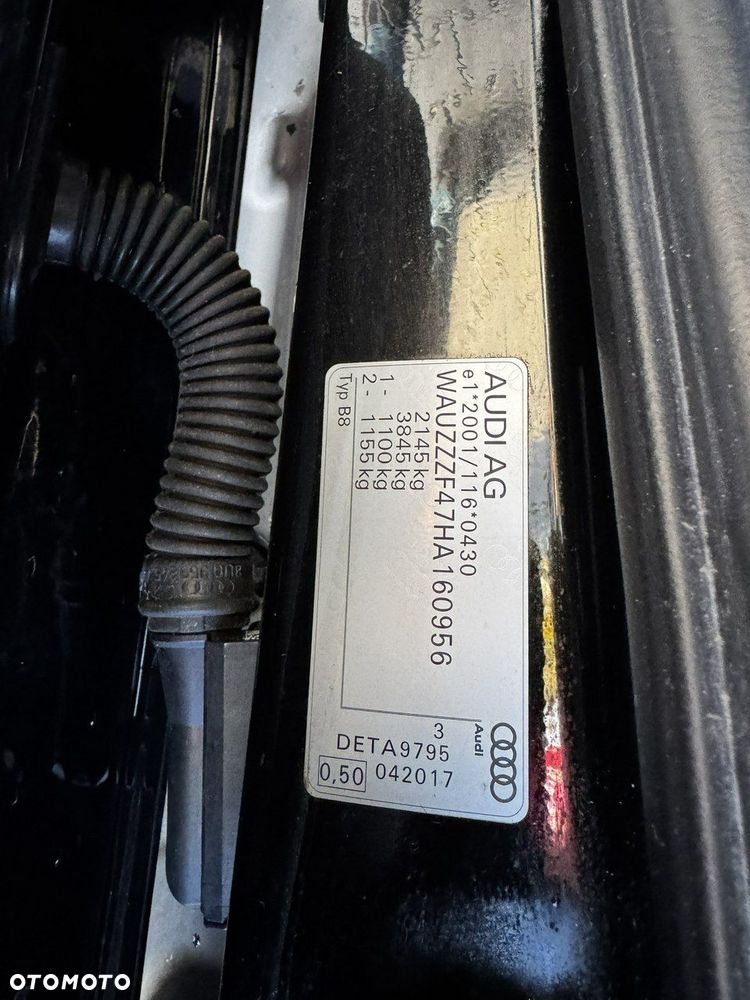 AUDI AG
e1*2001/116*0430
WAUZZZF47HA160956
2145 kg
3845 kg
1 - 1100 kg
2 - 1155 kg
Typ B8
Audi
3
DETA9795
0,50 042017
OTOMOTO